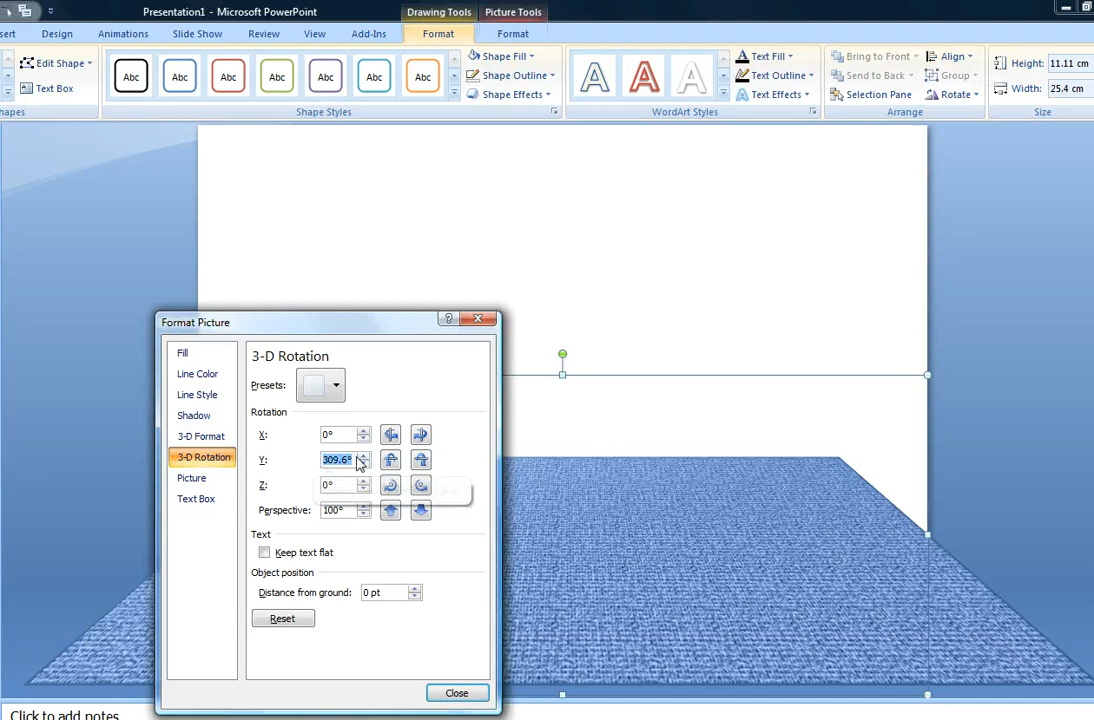 Presentation1 - Microsoft PowerPoint
Drawing Tools
Picture Tools
sert
Design
Animations
Slide Show
Review
View
Add-Ins
Format
Format
Edit Shape
Text Box
hapes
Abc
Abc
Abc
Abc
Abc
Abc
Abc
Shape Fill
Shape Outline
Shape Effects
Shape Styles
A
A
A
Text Fill
Text Outline
Text Effects
WordArt Styles
Bring to Front
Send to Back
Selection Pane
Align
Group
Rotate
Arrange
Height: 11.11 cm
Width: 25.4 cm
Size
Format Picture
Fill
Line Color
Line Style
Shadow
3-D Format
3-D Rotation
Picture
Text Box
3-D Rotation
Presets:
Rotation
X: 0°
Y: 309.6°
Z: 0°
Perspective: 100°
Text
Keep text flat
Object position
Distance from ground: 0 pt
Reset
Close
Click to add notes